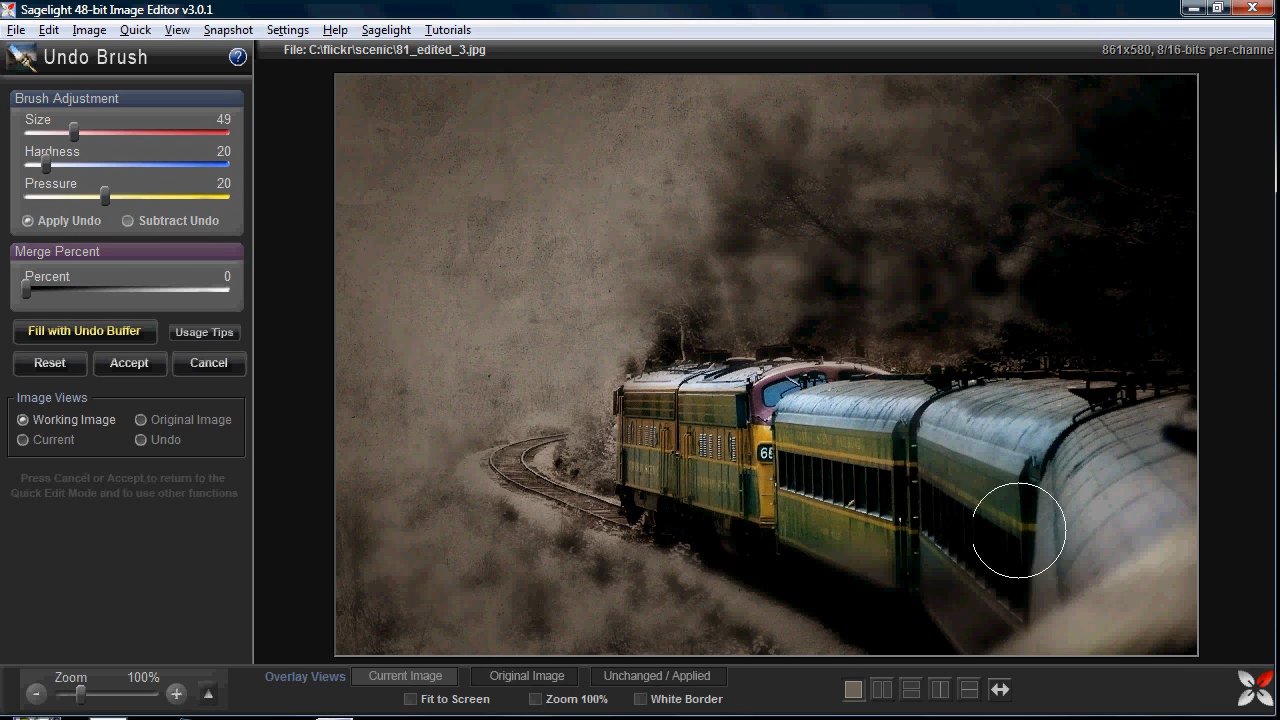 Sagelight 48-bit Image Editor v3.0.1
File Edit Image Quick View Snapshot Settings Help Sagelight Tutorials
Undo Brush ?
File: C:\flickr\scenic\81_edited_3.jpg
861x580, 8/16-bits per-channe
Brush Adjustment
Size 49
Hardness 20
Pressure 20
Apply Undo Subtract Undo
Merge Percent
Percent 0
Fill with Undo Buffer Usage Tips
Reset Accept Cancel
Image Views
Working Image Original Image
Current Undo
Press Cancel or Accept to return to the
Quick Edit Mode and to use other functions
Zoom 100%
Overlay Views Current Image Original Image Unchanged / Applied
Fit to Screen Zoom 100% White Border